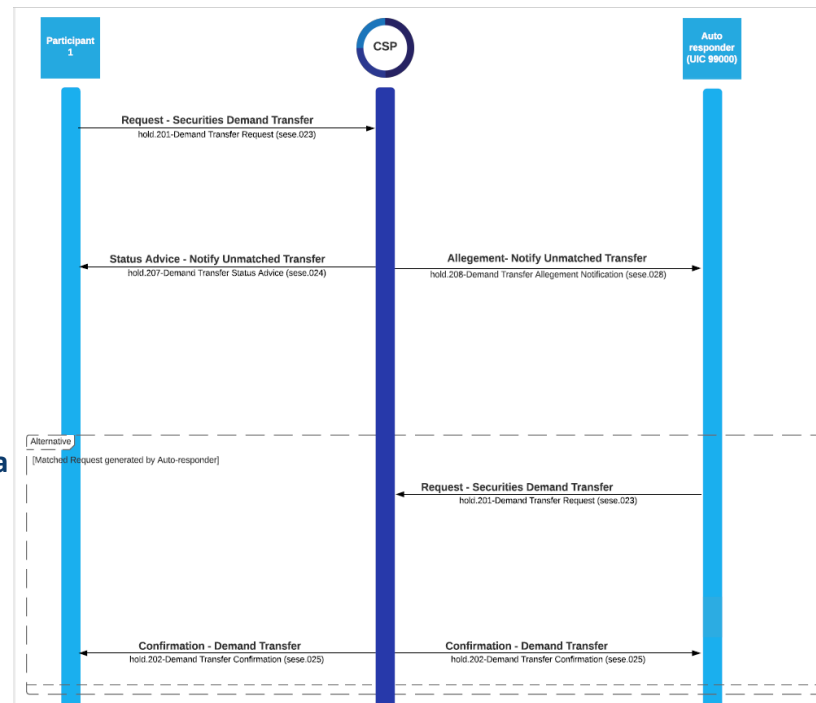 Participant
1
CSP
Auto
responder
(UIC 99000)
Request - Securities Demand Transfer
hold.201-Demand Transfer Request (sese.023)
Status Advice - Notify Unmatched Transfer
hold.207-Demand Transfer Status Advice (sese.024)
Allegement- Notify Unmatched Transfer
hold.208-Demand Transfer Allegement Notification (sese.028)
Alternative
a
[Matched Request generated by Auto-responder]
Request - Securities Demand Transfer
hold.201-Demand Transfer Request (sese.023)
Confirmation - Demand Transfer
hold.202-Demand Transfer Confirmation (sese.025)
Confirmation - Demand Transfer
hold.202-Demand Transfer Confirmation (sese.025)